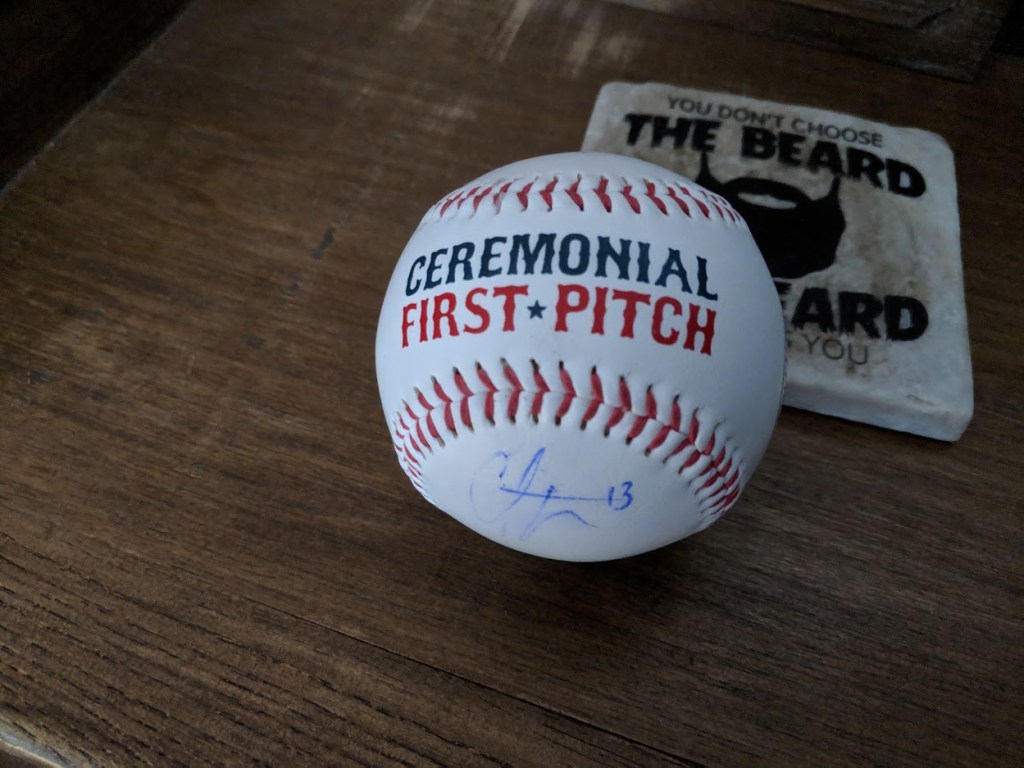 CEREMONIAL
FIRST★PITCH
13
YOU DON'T CHOOSE
THE BEARD
EARD
YOU